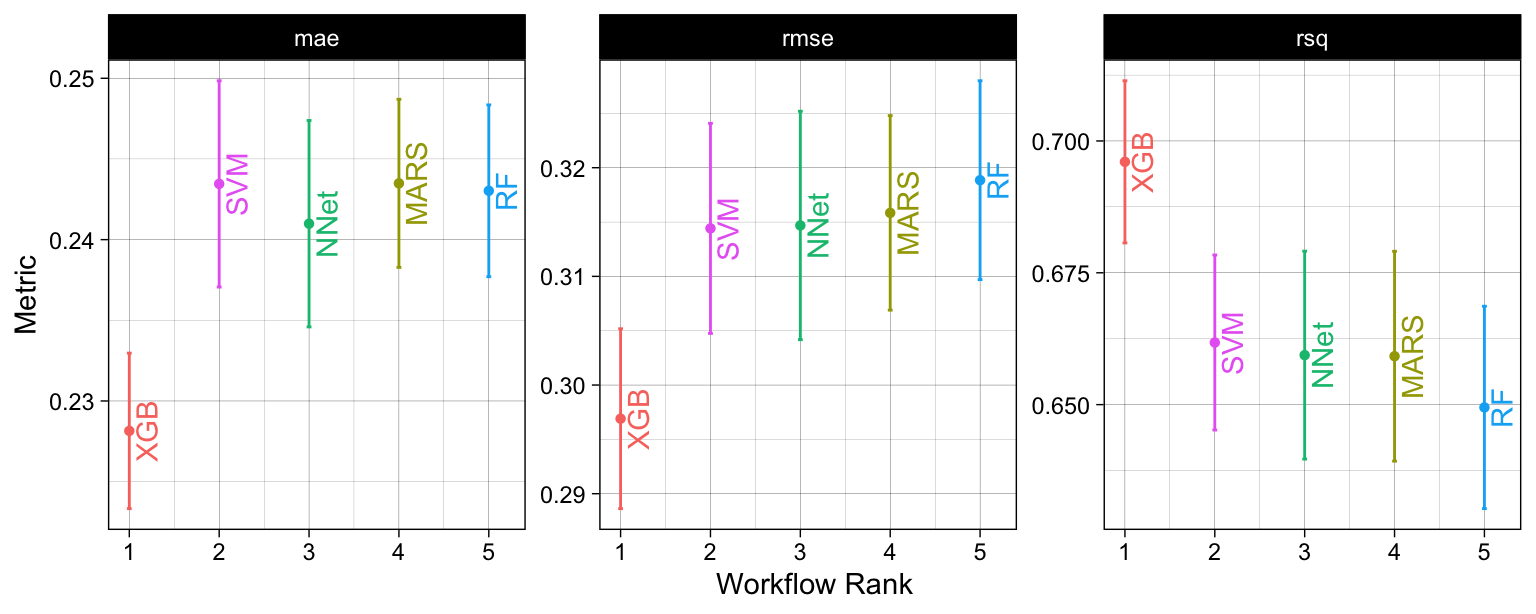 mae
rmse
rsq
Metric
0.25
0.24
0.23
XGB
SVM
NNet
MARS
RF
1 2 3 4 5
0.32
0.31
0.30
0.29
XGB
SVM
NNet
MARS
RF
1 2 3 4 5
0.700
0.675
0.650
XGB
SVM
NNet
MARS
RF
1 2 3 4 5
Workflow Rank